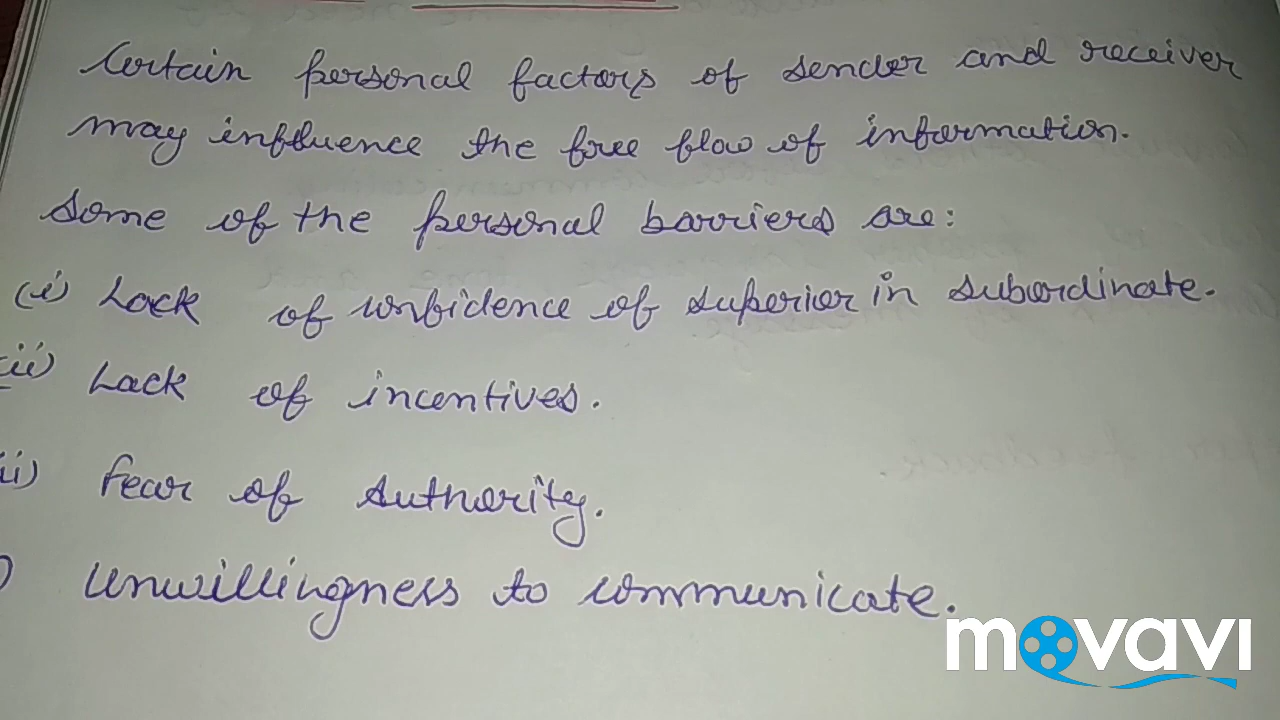 Certain personal factors of sender and receiver
may influence the free flow of information.
Some of the personal barriers are:
(i) Lack of confidence of superior in subordinate.
(ii) Lack of incentives.
ii) Fear of Authority.
) Unwillingness to communicate.
movavi